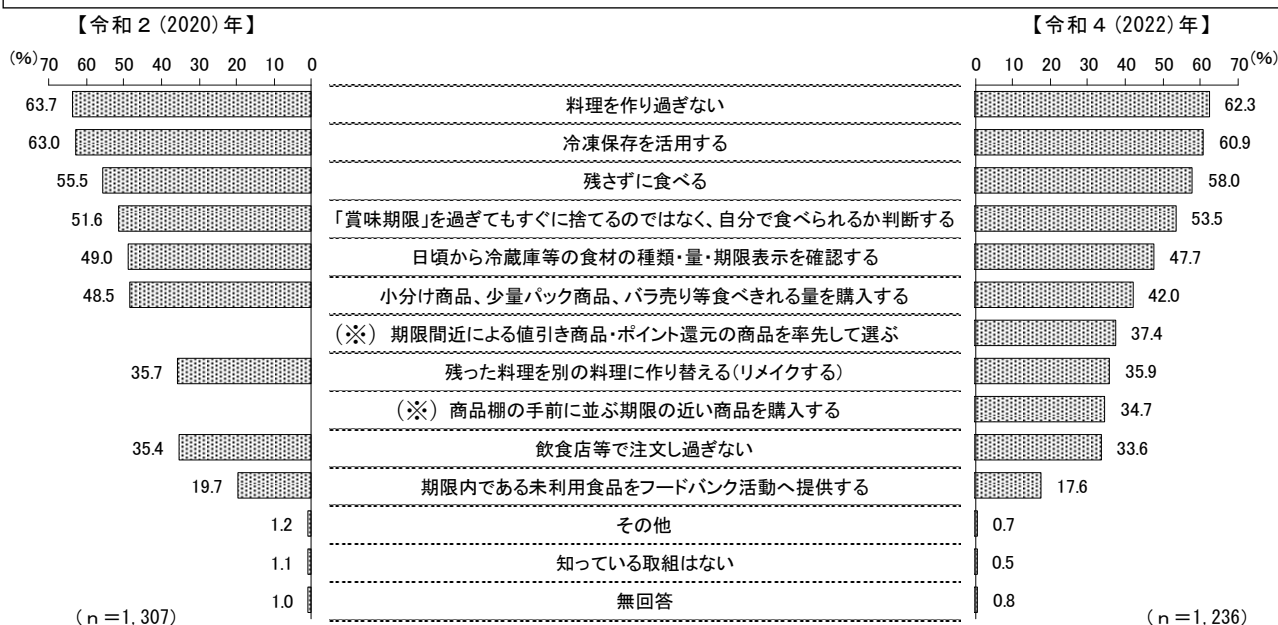 【令和２(2020)年】 【令和４(2022)年】
(%) 70 60 50 40 30 20 10 0 0 10 20 30 40 50 60 70 (%)
63.7 料理を作り過ぎない 62.3
63.0 冷凍保存を活用する 60.9
55.5 残さずに食べる 58.0
51.6 「賞味期限」を過ぎてもすぐに捨てるのではなく、自分で食べられるか判断する 53.5
49.0 日頃から冷蔵庫等の食材の種類・量・期限表示を確認する 47.7
48.5 小分け商品、少量パック商品、バラ売り等食べきれる量を購入する 42.0
(※) 期限間近による値引き商品・ポイント還元の商品を率先して選ぶ 37.4
35.7 残った料理を別の料理に作り替える(リメイクする) 35.9
(※) 商品棚の手前に並ぶ期限の近い商品を購入する 34.7
35.4 飲食店等で注文し過ぎない 33.6
19.7 期限内である未利用食品をフードバンク活動へ提供する 17.6
1.2 その他 0.7
1.1 知っている取組はない 0.5
1.0 無回答 0.8
(ｎ＝1,307) (ｎ＝1,236)